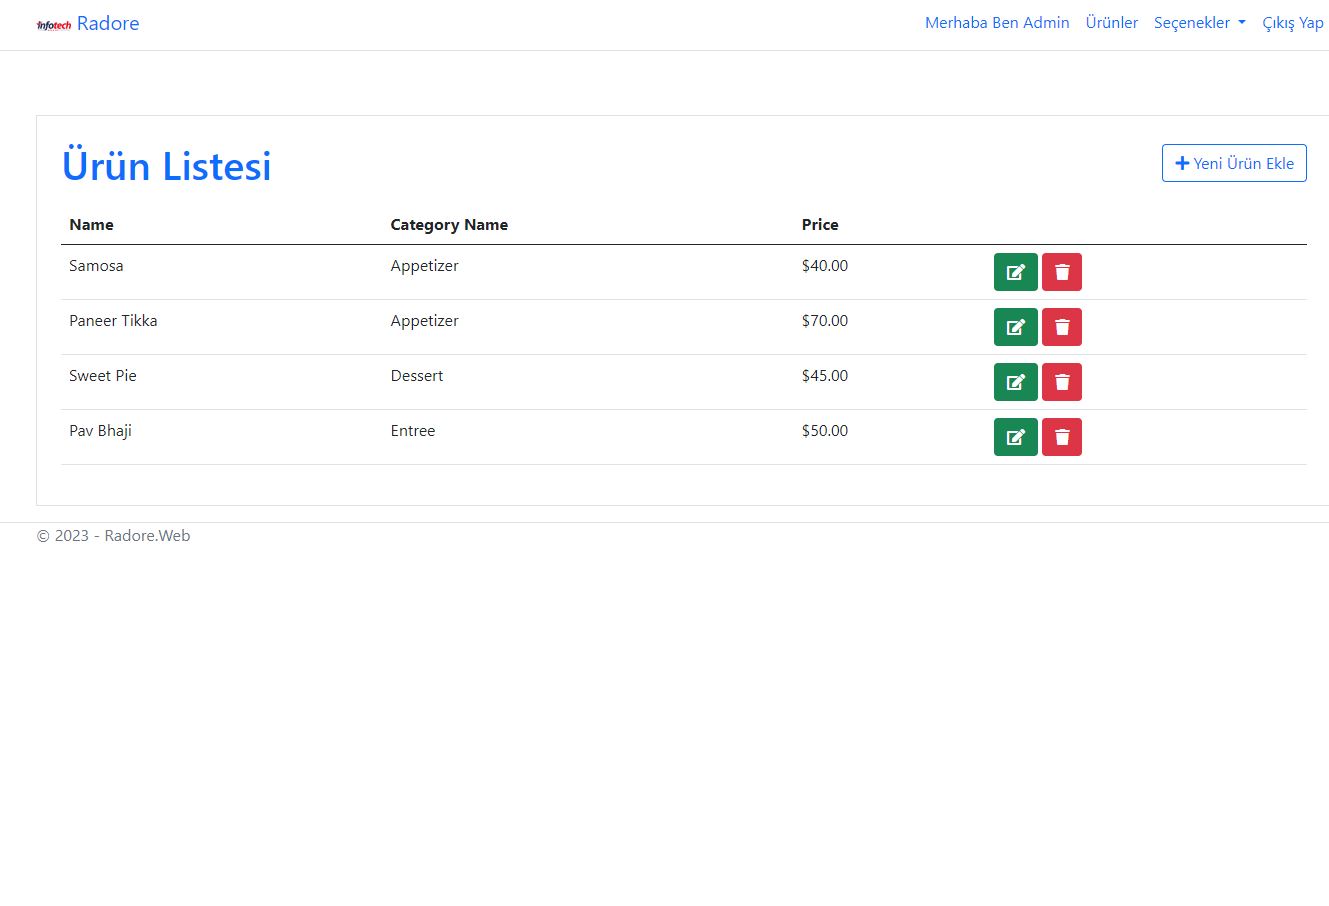 infotech Radore Merhaba Ben Admin Ürünler Seçenekler Çıkış Yap
Ürün Listesi Yeni Ürün Ekle
Name Category Name Price
Samosa Appetizer $40.00
Paneer Tikka Appetizer $70.00
Sweet Pie Dessert $45.00
Pav Bhaji Entree $50.00
© 2023 - Radore.Web